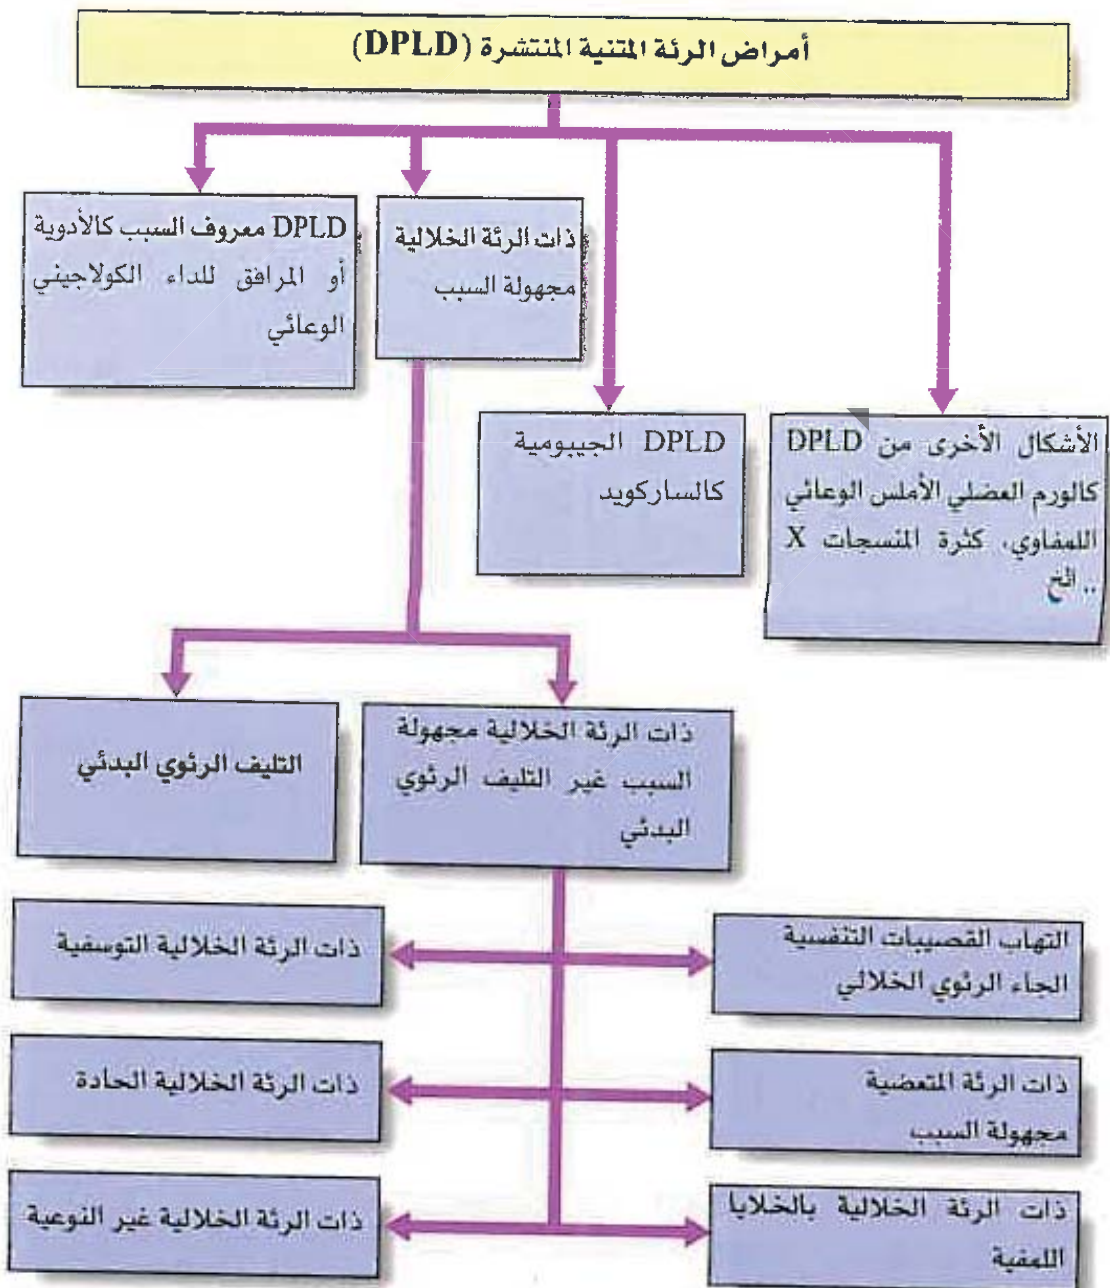 أمراض الرئة المتنية المنتشرة (DPLD)
DPLD معروف السبب كالأدوية
أو المرافق للداء الكولاجيني
الوعائي
ذات الرئة الخلالية
مجهولة السبب
DPLD الجيبومية
كالساركويد
الأشكال الأخرى من DPLD
كالورم العضلي الأملس الوعائي
اللمفاوي، كثرة المنسجات X
.. الخ
التليف الرئوي البدئي
ذات الرئة الخلالية مجهولة
السبب غير التليف الرئوي
البدئي
ذات الرئة الخلالية التوسفية
التهاب القصيبات التنفسية
الداء الرئوي الخلالي
ذات الرئة الخلالية الحادة
ذات الرئة المتعضية
مجهولة السبب
ذات الرئة الخلالية غير النوعية
ذات الرئة الخلالية بالخلايا
اللمفية